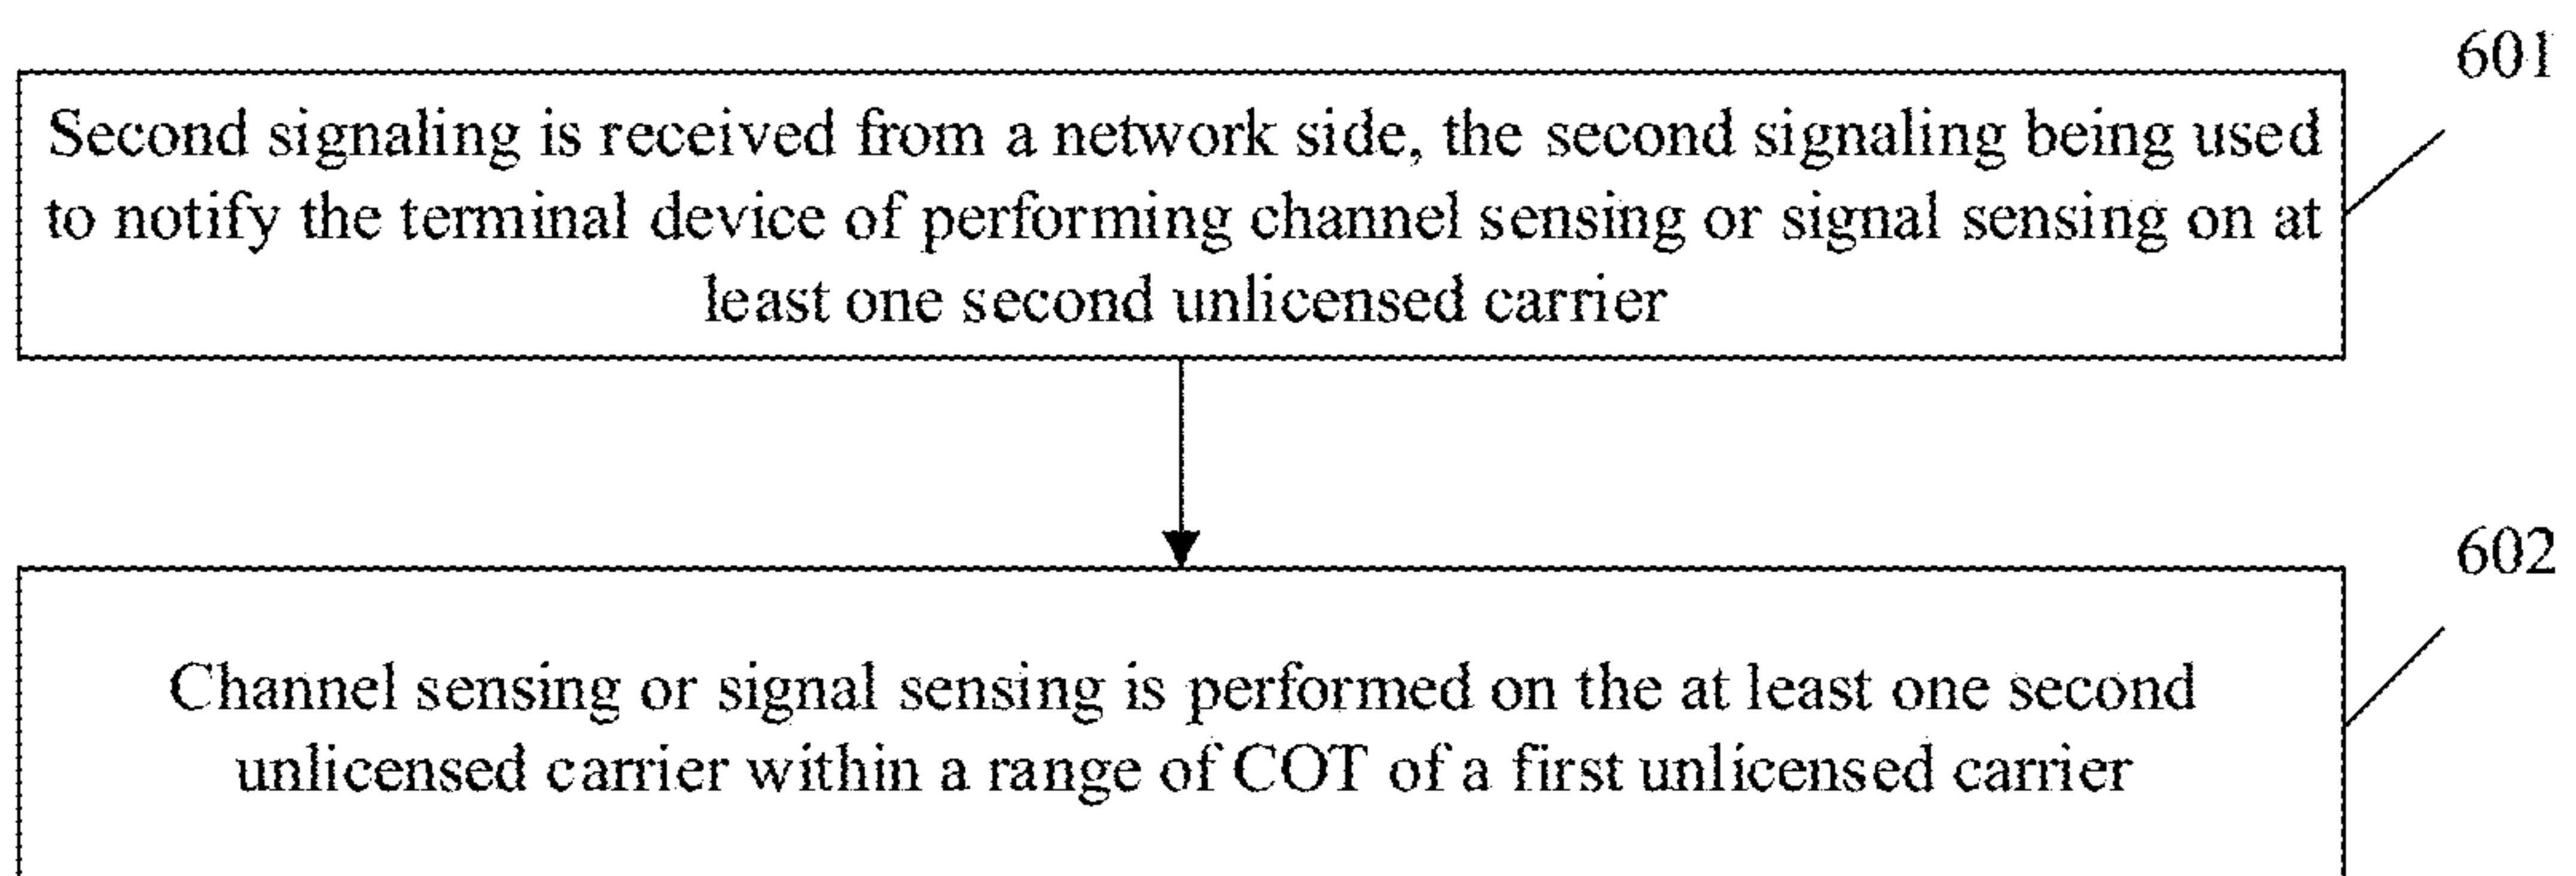 601
Second signaling is received from a network side, the second signaling being used
to notify the terminal device of performing channel sensing or signal sensing on at
least one second unlicensed carrier
602
Channel sensing or signal sensing is performed on the at least one second
unlicensed carrier within a range of COT of a first unlicensed carrier